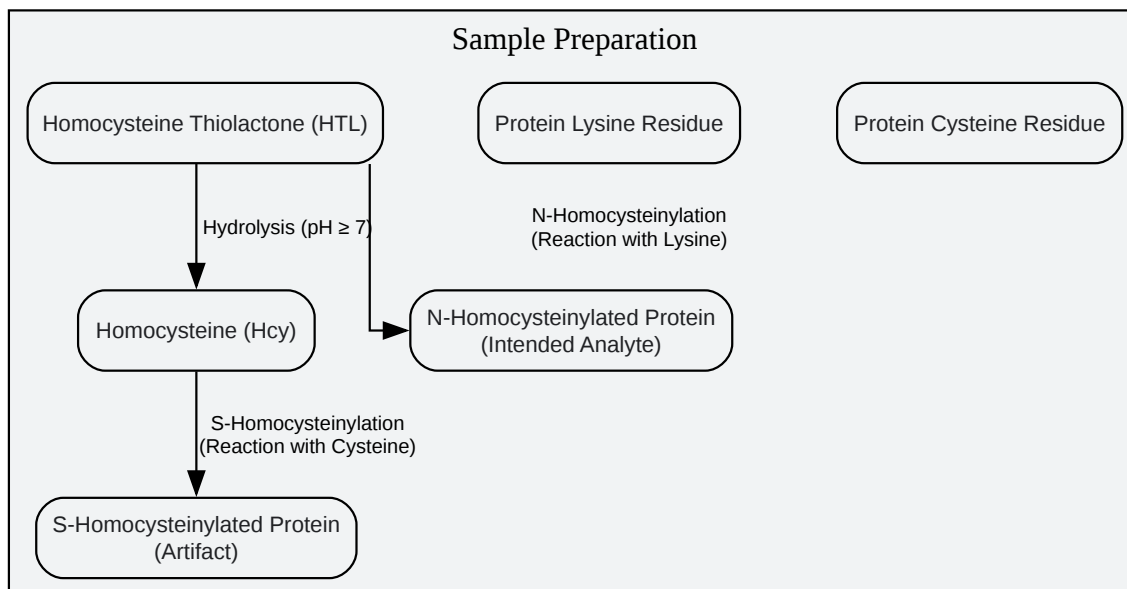 Sample Preparation
Homocysteine Thiolactone (HTL)
Protein Lysine Residue
Protein Cysteine Residue
Hydrolysis (pH ≥ 7)
N-Homocysteinylation
(Reaction with Lysine)
Homocysteine (Hcy)
N-Homocysteinylated Protein
(Intended Analyte)
S-Homocysteinylation
(Reaction with Cysteine)
S-Homocysteinylated Protein
(Artifact)